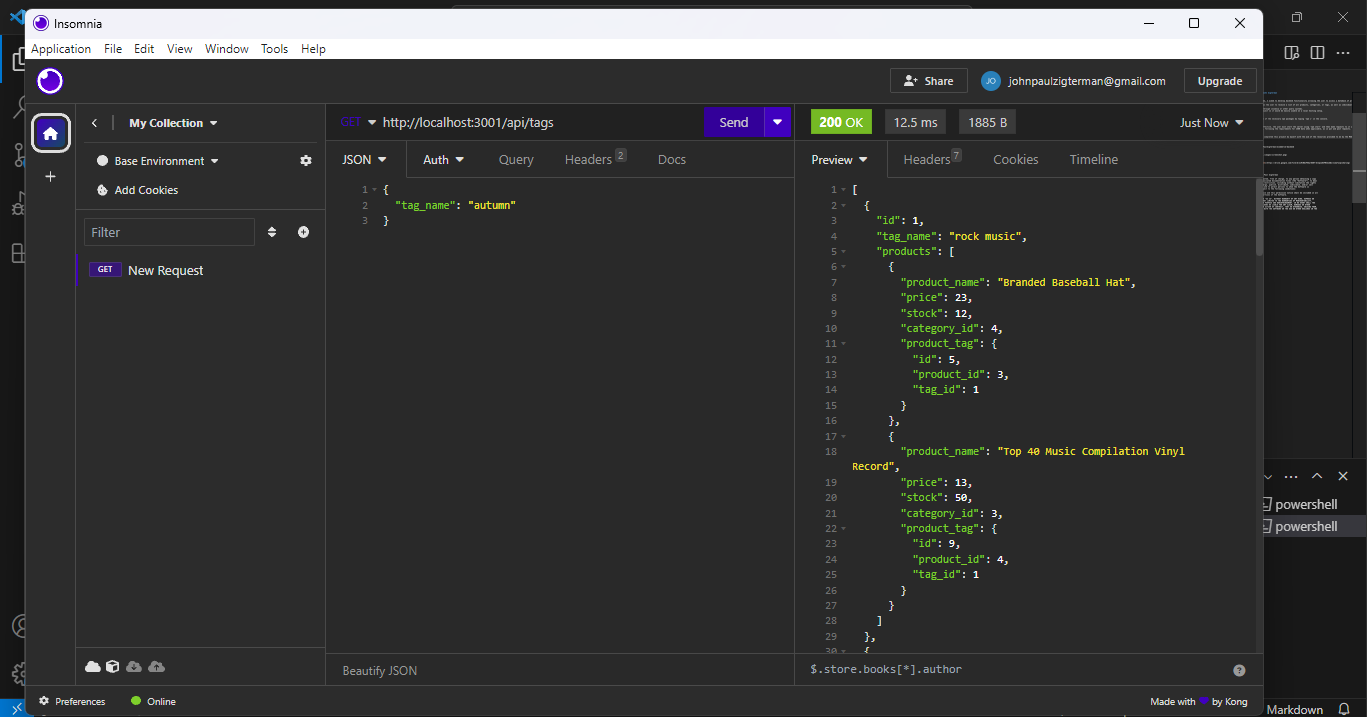 Insomnia
Application File Edit View Window Tools Help
Share JO johnpaulzigterman@gmail.com Upgrade
My Collection
Base Environment
Add Cookies
Filter
GET New Request
GET http://localhost:3001/api/tags Send
JSON Auth Query Headers 2 Docs
1 {
2 "tag_name": "autumn"
3 }
Beautify JSON
200 OK 12.5 ms 1885 B Just Now
Preview Headers 7 Cookies Timeline
1 [
2 {
3 "id": 1,
4 "tag_name": "rock music",
5 "products": [
6 {
7 "product_name": "Branded Baseball Hat",
8 "price": 23,
9 "stock": 12,
10 "category_id": 4,
11 "product_tag": {
12 "id": 5,
13 "product_id": 3,
14 "tag_id": 1
15 }
16 },
17 {
18 "product_name": "Top 40 Music Compilation Vinyl
Record",
19 "price": 13,
20 "stock": 50,
21 "category_id": 3,
22 "product_tag": {
23 "id": 9,
24 "product_id": 4,
25 "tag_id": 1
26 }
27 }
28 ]
29 },
30 {
$.store.books[*].author
Preferences Online
Made with by Kong
powershell
powershell
Markdown